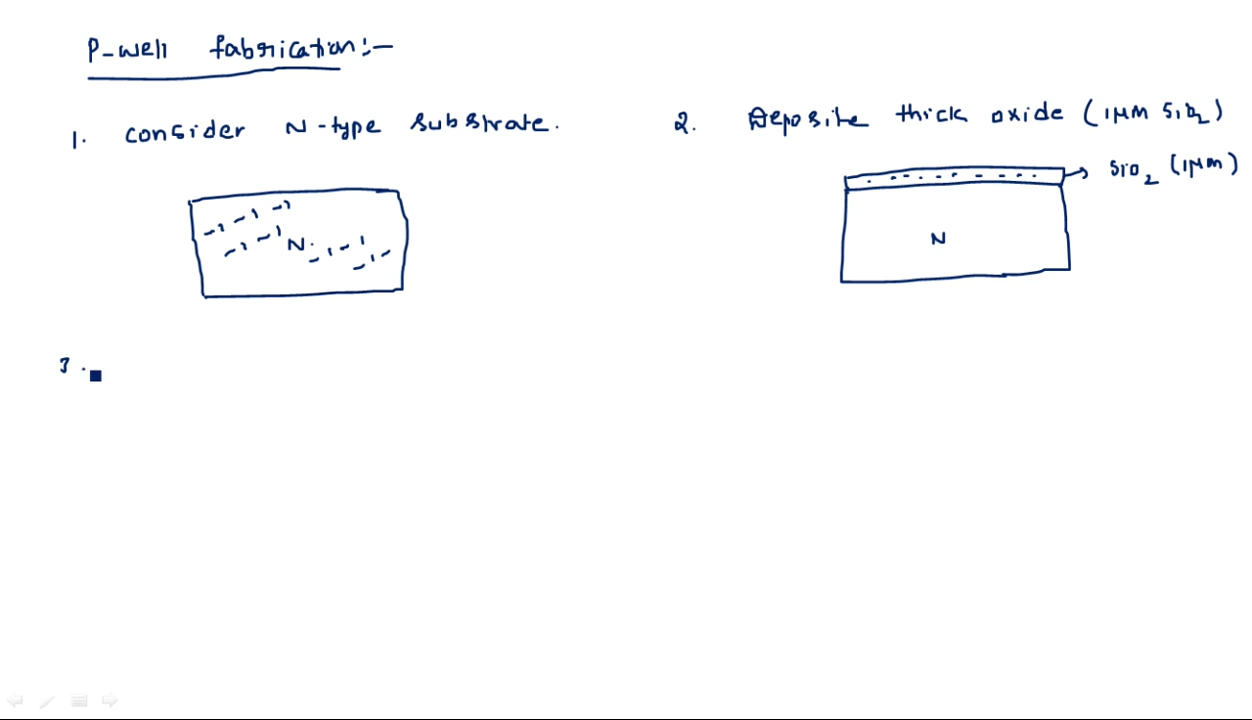 P-well fabrication:-
1. Consider N-type substrate.
2. Deposite thick oxide (1μm SiO2)
SiO2 (1μm)
N
N
3.